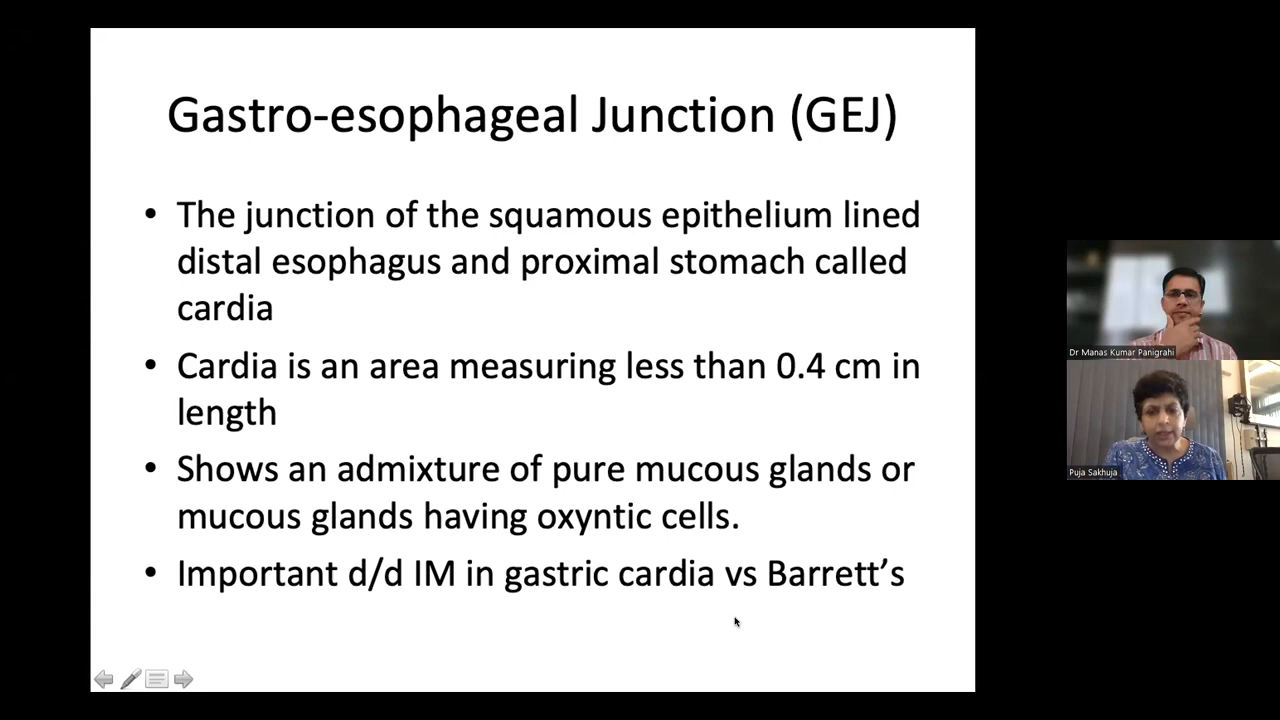 Gastro-esophageal Junction (GEJ)
• The junction of the squamous epithelium lined
distal esophagus and proximal stomach called
cardia
• Cardia is an area measuring less than 0.4 cm in
length
• Shows an admixture of pure mucous glands or
mucous glands having oxyntic cells.
• Important d/d IM in gastric cardia vs Barrett’s
Dr Manas Kumar Panigrahi
Puja Sakhuja